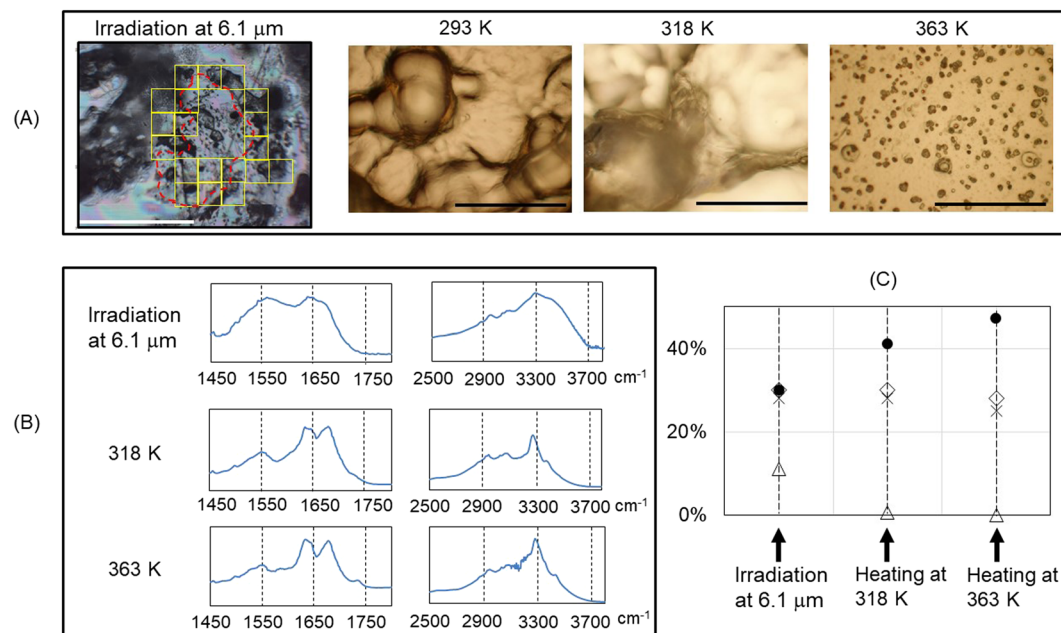 Irradiation at 6.1 μm 293 K 318 K 363 K
(A)
(B)
Irradiation
at 6.1 μm
1450 1550 1650 1750 2500 2900 3300 3700 cm⁻¹
318 K
1450 1550 1650 1750 2500 2900 3300 3700 cm⁻¹
363 K
1450 1550 1650 1750 2500 2900 3300 3700 cm⁻¹
(C)
40%
20%
0%
Irradiation
at 6.1 μm
Heating at
318 K
Heating at
363 K